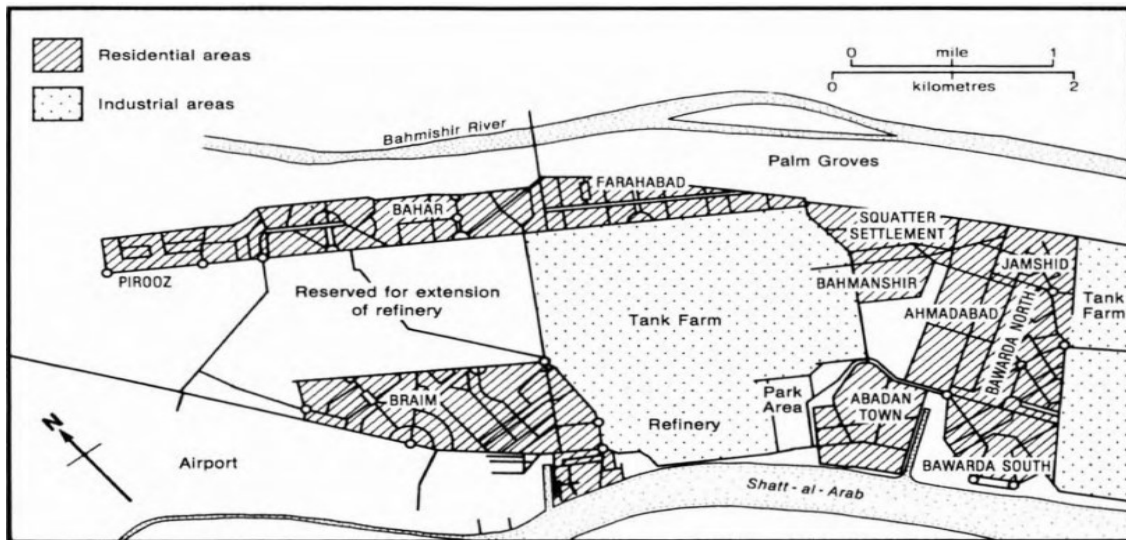 Residential areas
Industrial areas
0 mile 1
0 kilometres 2
Bahmishir River
Palm Groves
FARAHABAD
BAHAR
SQUATTER
SETTLEMENT
PIROOZ
JAMSHID
BAHMANSHIR
Reserved for extension
of refinery
Tank
Farm
Tank Farm
AHMADABAD
BAWARDA NORTH
BRAIM
Park
Area
ABADAN
TOWN
Refinery
N
Airport
BAWARDA SOUTH
Shatt-al-Arab